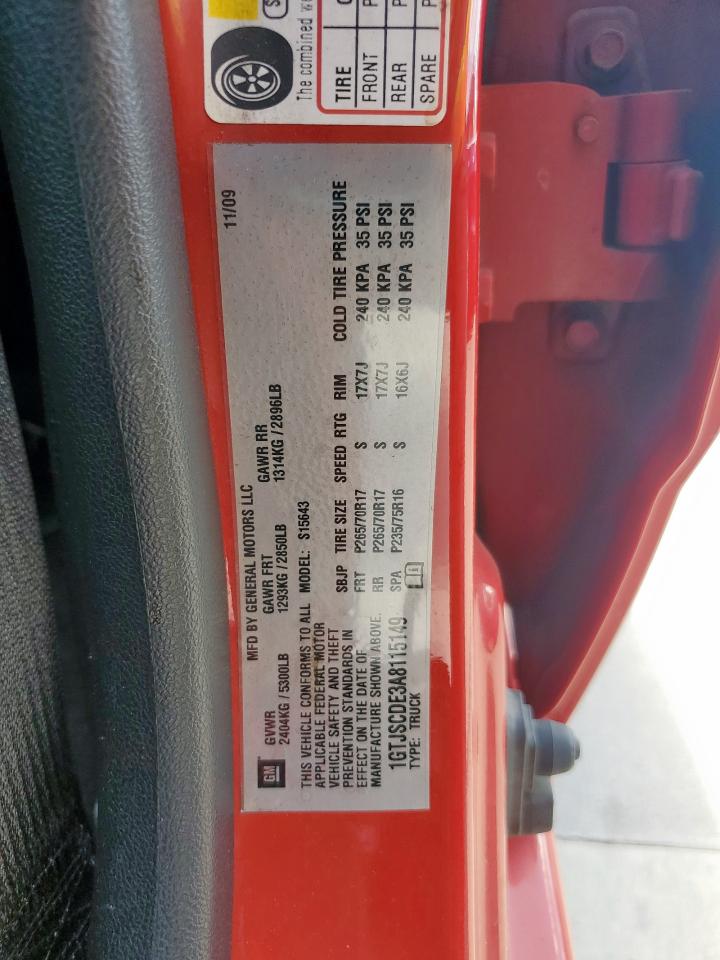 The combined
TIRE
FRONT
REAR
SPARE
11/09
MFD BY GENERAL MOTORS LLC
GM
GVWR GAWR FRT GAWR RR
2404KG / 5300LB 1293KG / 2850LB 1314KG / 2896LB
THIS VEHICLE CONFORMS TO ALL MODEL: S15643
APPLICABLE FEDERAL MOTOR
VEHICLE SAFETY AND THEFT
PREVENTION STANDARDS IN
EFFECT ON THE DATE OF
MANUFACTURE SHOWN ABOVE.
1GTJSCDE3A8115149
TYPE: TRUCK
SBJP TIRE SIZE SPEED RTG RIM COLD TIRE PRESSURE
FRT P265/70R17 S 17X7J 240 KPA 35 PSI
RR P265/70R17 S 17X7J 240 KPA 35 PSI
SPA P235/75R16 S 16X6J 240 KPA 35 PSI